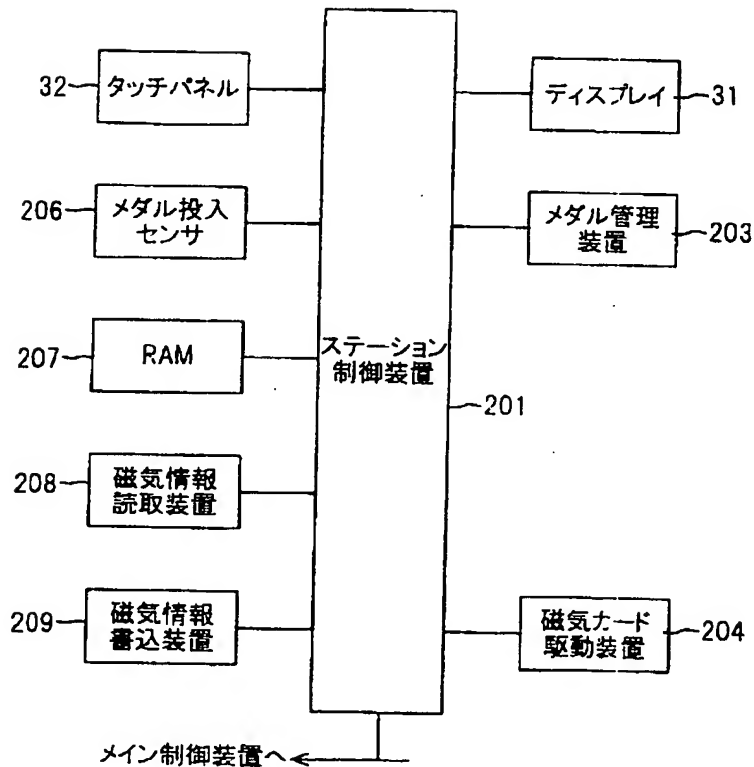 32 タッチパネル
ディスプレイ 31
206 メダル投入
センサ
メダル管理
装置 203
207 RAM
ステーション
制御装置
201
208 磁気情報
読取装置
209 磁気情報
書込装置
磁気カード
駆動装置 204
メイン制御装置へ